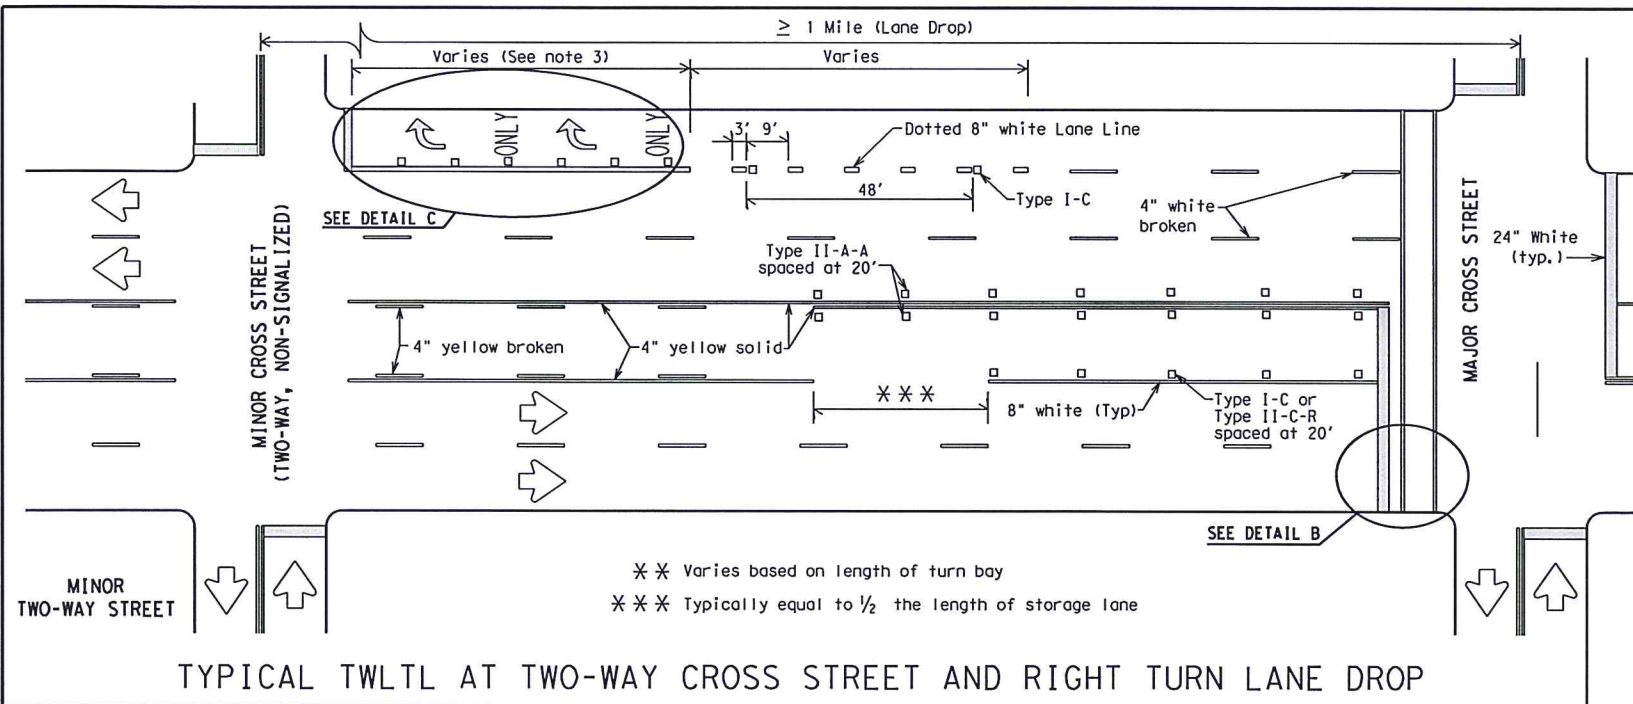 ≥ 1 Mile (Lane Drop)
Varies (See note 3)
Varies
ONLY
ONLY
3' 9'
Dotted 8" white Lane Line
48'
Type I-C
SEE DETAIL C
4" white
broken
MINOR CROSS STREET
(TWO-WAY, NON-SIGNALIZED)
Type II-A-A
spaced at 20'
MAJOR CROSS STREET
24" White
(typ.)
4" yellow broken
4" yellow solid
***
8" white (Typ)
Type I-C or
Type II-C-R
spaced at 20'
SEE DETAIL B
MINOR
TWO-WAY STREET
** Varies based on length of turn bay
*** Typically equal to ½ the length of storage lane
TYPICAL TWLTL AT TWO-WAY CROSS STREET AND RIGHT TURN LANE DROP